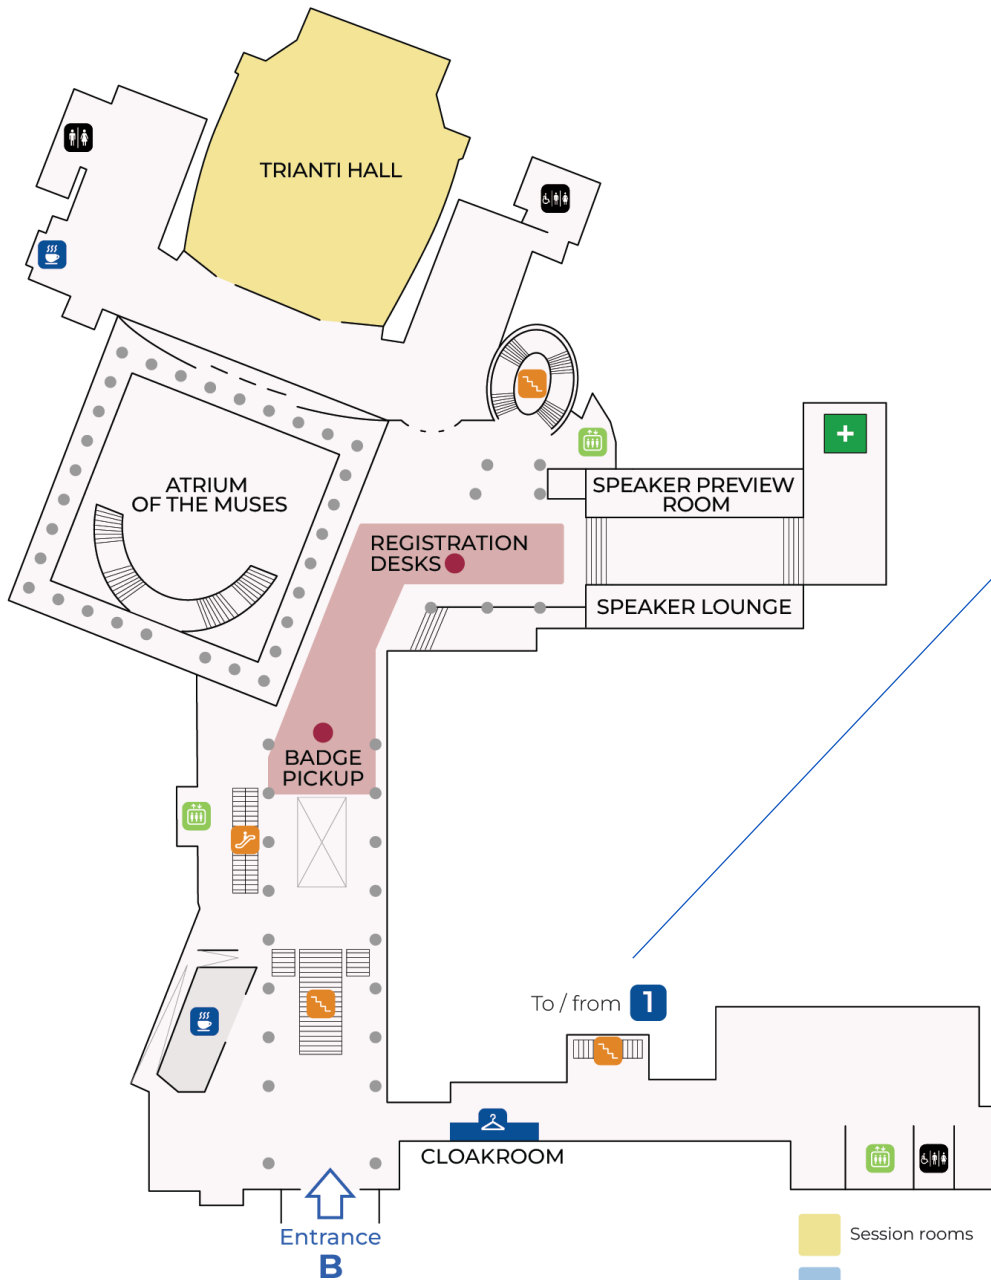 TRIANTI HALL
ATRIUM
OF THE MUSES
SPEAKER PREVIEW
ROOM
REGISTRATION
DESKS
SPEAKER LOUNGE
BADGE
PICKUP
To / from 1
CLOAKROOM
Entrance
B
Session rooms